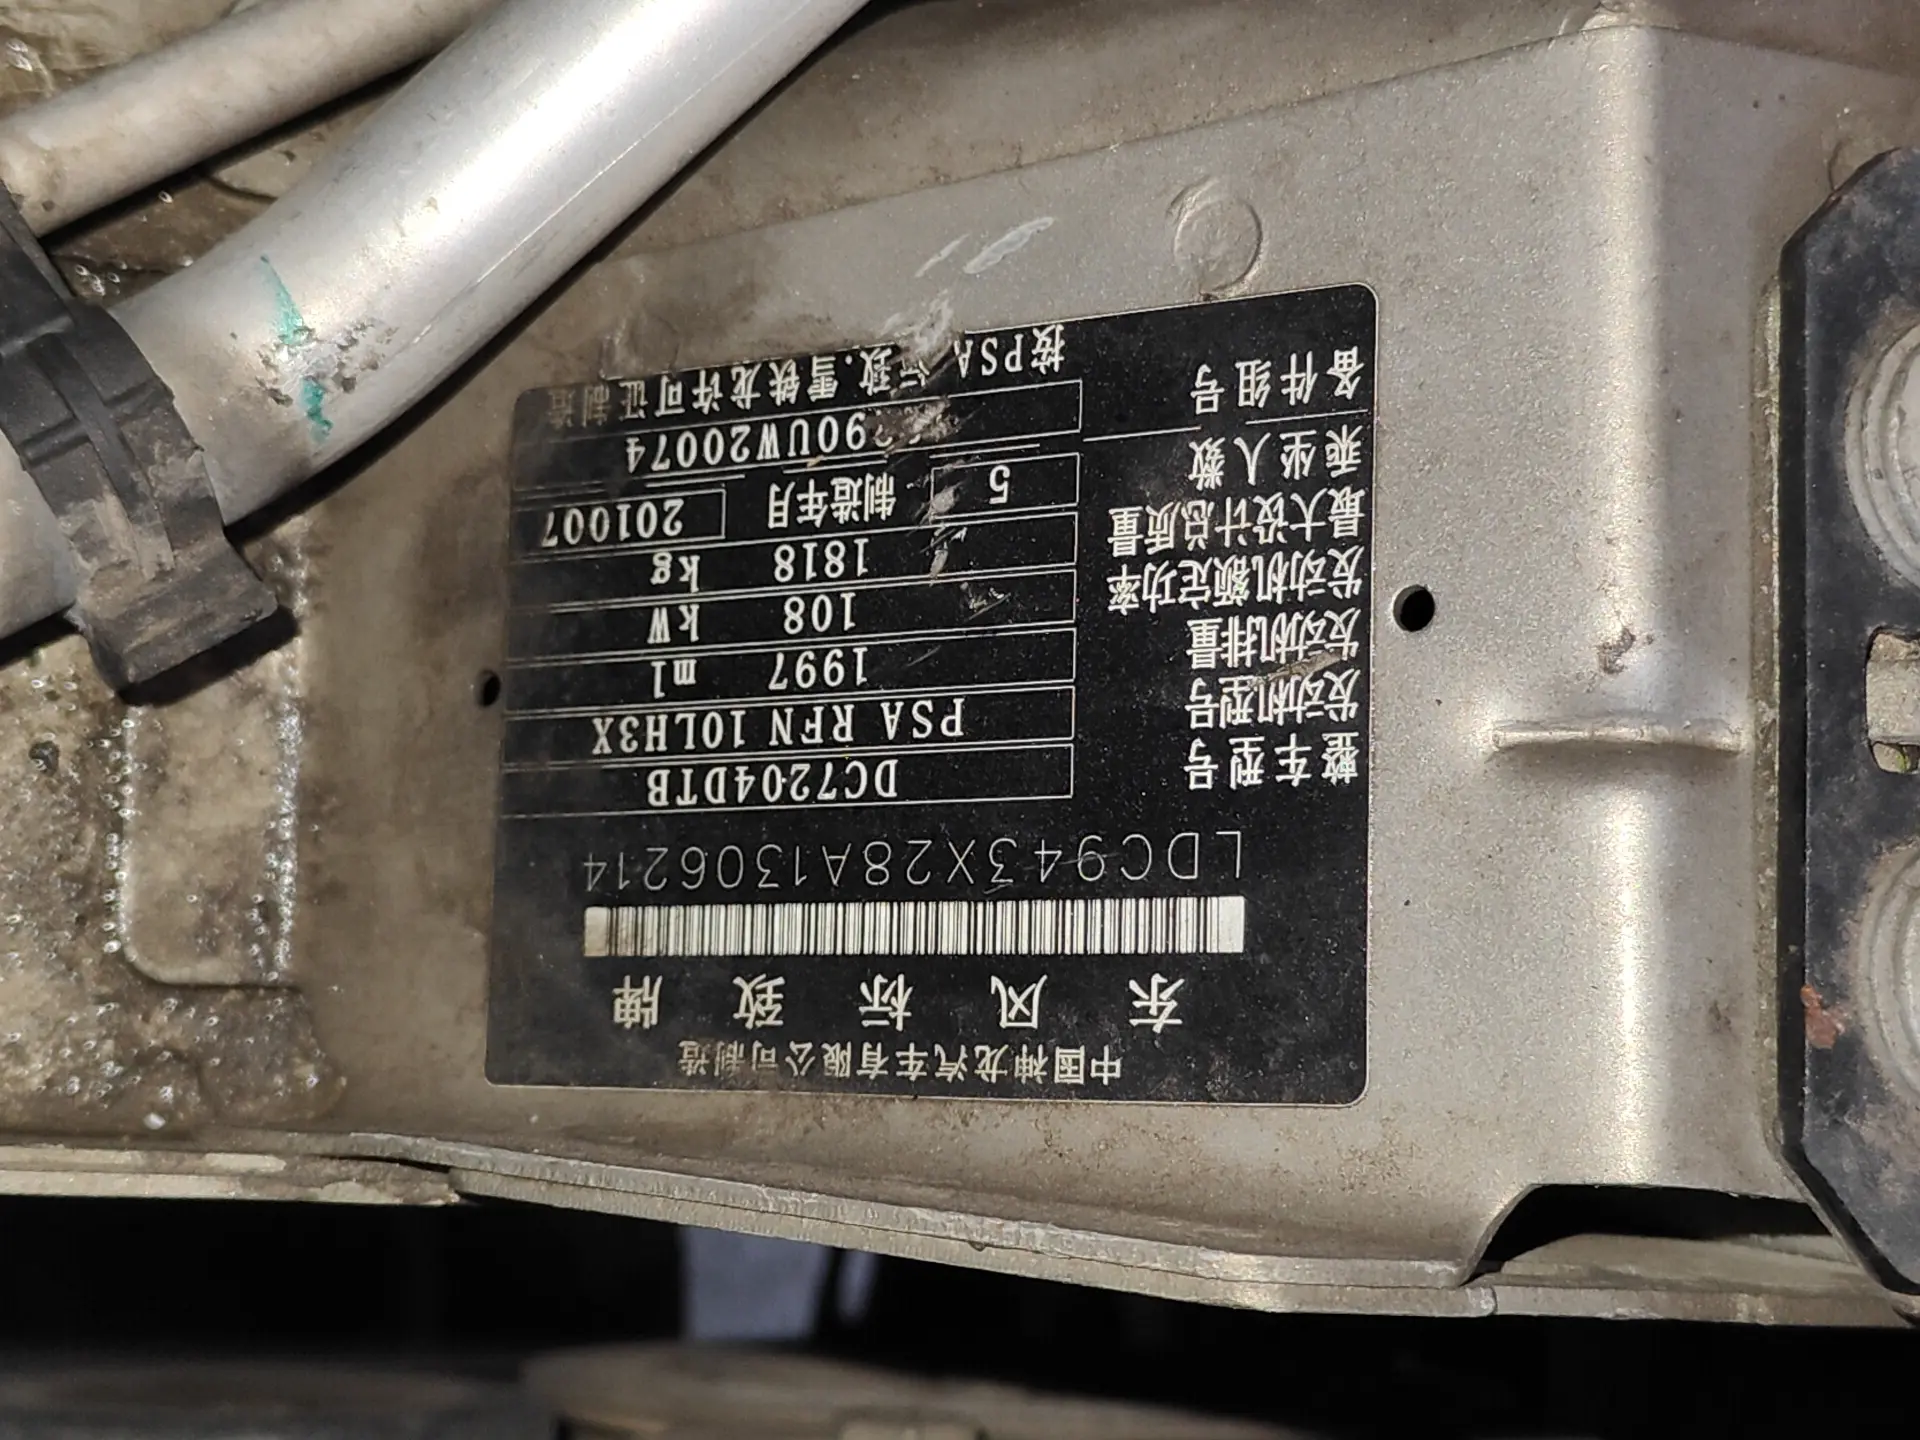 中国神龙汽车有限公司制造
东风标致牌
LDC943X28A1306214
整车型号 DC7204DTB
发动机型号 PSA RFN 10LH3X
发动机排量 1997 ml
发动机额定功率 108 kW
最大设计总质量 1818 kg
乘坐人数 5 制造年月 201007
备件组号 90UW20074
按PSA 致·雪铁龙许可证制造